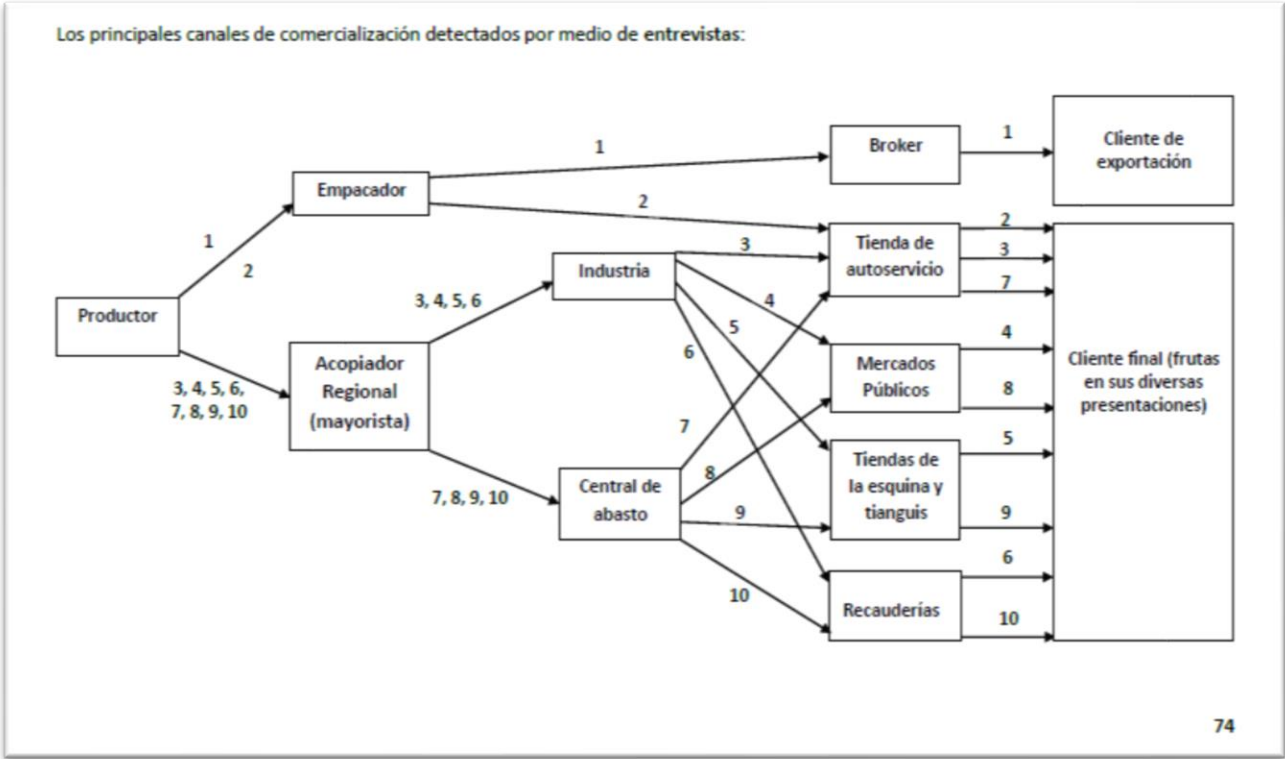 Los principales canales de comercialización detectados por medio de entrevistas:
1
Broker
1
Cliente de
exportación
Empacador
2
1
2
Productor
3, 4, 5, 6,
7, 8, 9, 10
Acopiador
Regional
(mayorista)
3, 4, 5, 6
Industria
7, 8, 9, 10
Central de
abasto
3
4
5
6
7
8
9
10
Tienda de
autoservicio
2
3
7
Mercados
Públicos
4
8
Tiendas de
la esquina y
tianguis
5
9
Recauderías
6
10
Cliente final (frutas
en sus diversas
presentaciones)
74